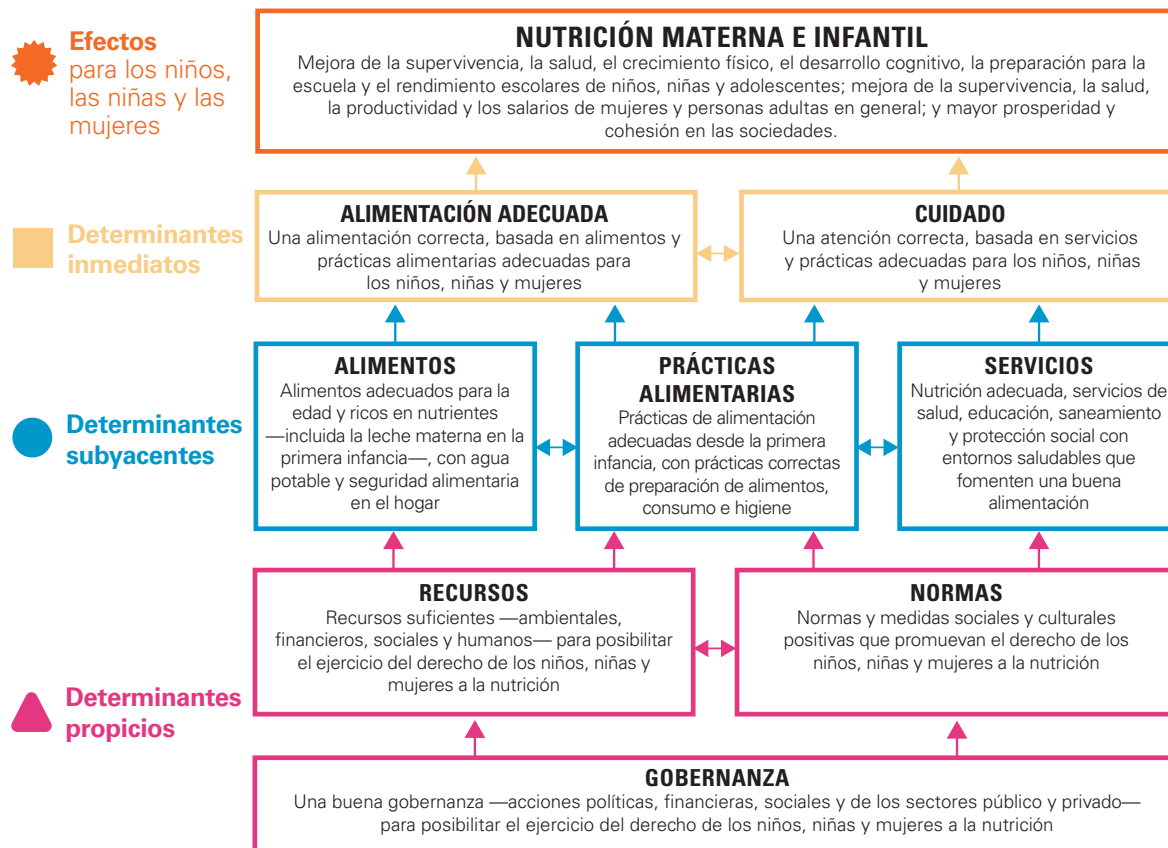 Efectos
para los niños,
las niñas y las
mujeres
NUTRICIÓN MATERNA E INFANTIL
Mejora de la supervivencia, la salud, el crecimiento físico, el desarrollo cognitivo, la preparación para la
escuela y el rendimiento escolares de niños, niñas y adolescentes; mejora de la supervivencia, la salud,
la productividad y los salarios de mujeres y personas adultas en general; y mayor prosperidad y
cohesión en las sociedades.
Determinantes
inmediatos
ALIMENTACIÓN ADECUADA
Una alimentación correcta, basada en alimentos y
prácticas alimentarias adecuadas para
los niños, niñas y mujeres
CUIDADO
Una atención correcta, basada en servicios
y prácticas adecuadas para los niños, niñas
y mujeres
Determinantes
subyacentes
ALIMENTOS
Alimentos adecuados para la
edad y ricos en nutrientes
—incluida la leche materna en la
primera infancia—, con agua
potable y seguridad alimentaria
en el hogar
PRÁCTICAS
ALIMENTARIAS
Prácticas de alimentación
adecuadas desde la primera
infancia, con prácticas correctas
de preparación de alimentos,
consumo e higiene
SERVICIOS
Nutrición adecuada, servicios de
salud, educación, saneamiento
y protección social con
entornos saludables que
fomenten una buena
alimentación
Determinantes
propicios
RECURSOS
Recursos suficientes —ambientales,
financieros, sociales y humanos— para posibilitar
el ejercicio del derecho de los niños, niñas y
mujeres a la nutrición
NORMAS
Normas y medidas sociales y culturales
positivas que promuevan el derecho de los
niños, niñas y mujeres a la nutrición
GOBERNANZA
Una buena gobernanza —acciones políticas, financieras, sociales y de los sectores público y privado—
para posibilitar el ejercicio del derecho de los niños, niñas y mujeres a la nutrición